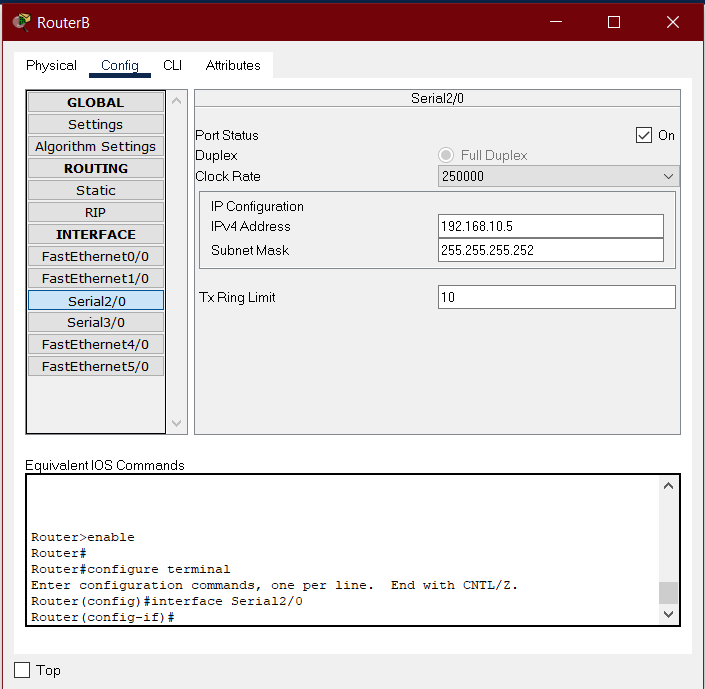 RouterB
Physical Config CLI Attributes
GLOBAL
Settings
Algorithm Settings
ROUTING
Static
RIP
INTERFACE
FastEthernet0/0
FastEthernet1/0
Serial2/0
Serial3/0
FastEthernet4/0
FastEthernet5/0
Serial2/0
Port Status On
Duplex Full Duplex
Clock Rate 250000
IP Configuration
IPv4 Address 192.168.10.5
Subnet Mask 255.255.255.252
Tx Ring Limit 10
Equivalent IOS Commands
Router>enable
Router#
Router#configure terminal
Enter configuration commands, one per line.  End with CNTL/Z.
Router(config)#interface Serial2/0
Router(config-if)#
Top